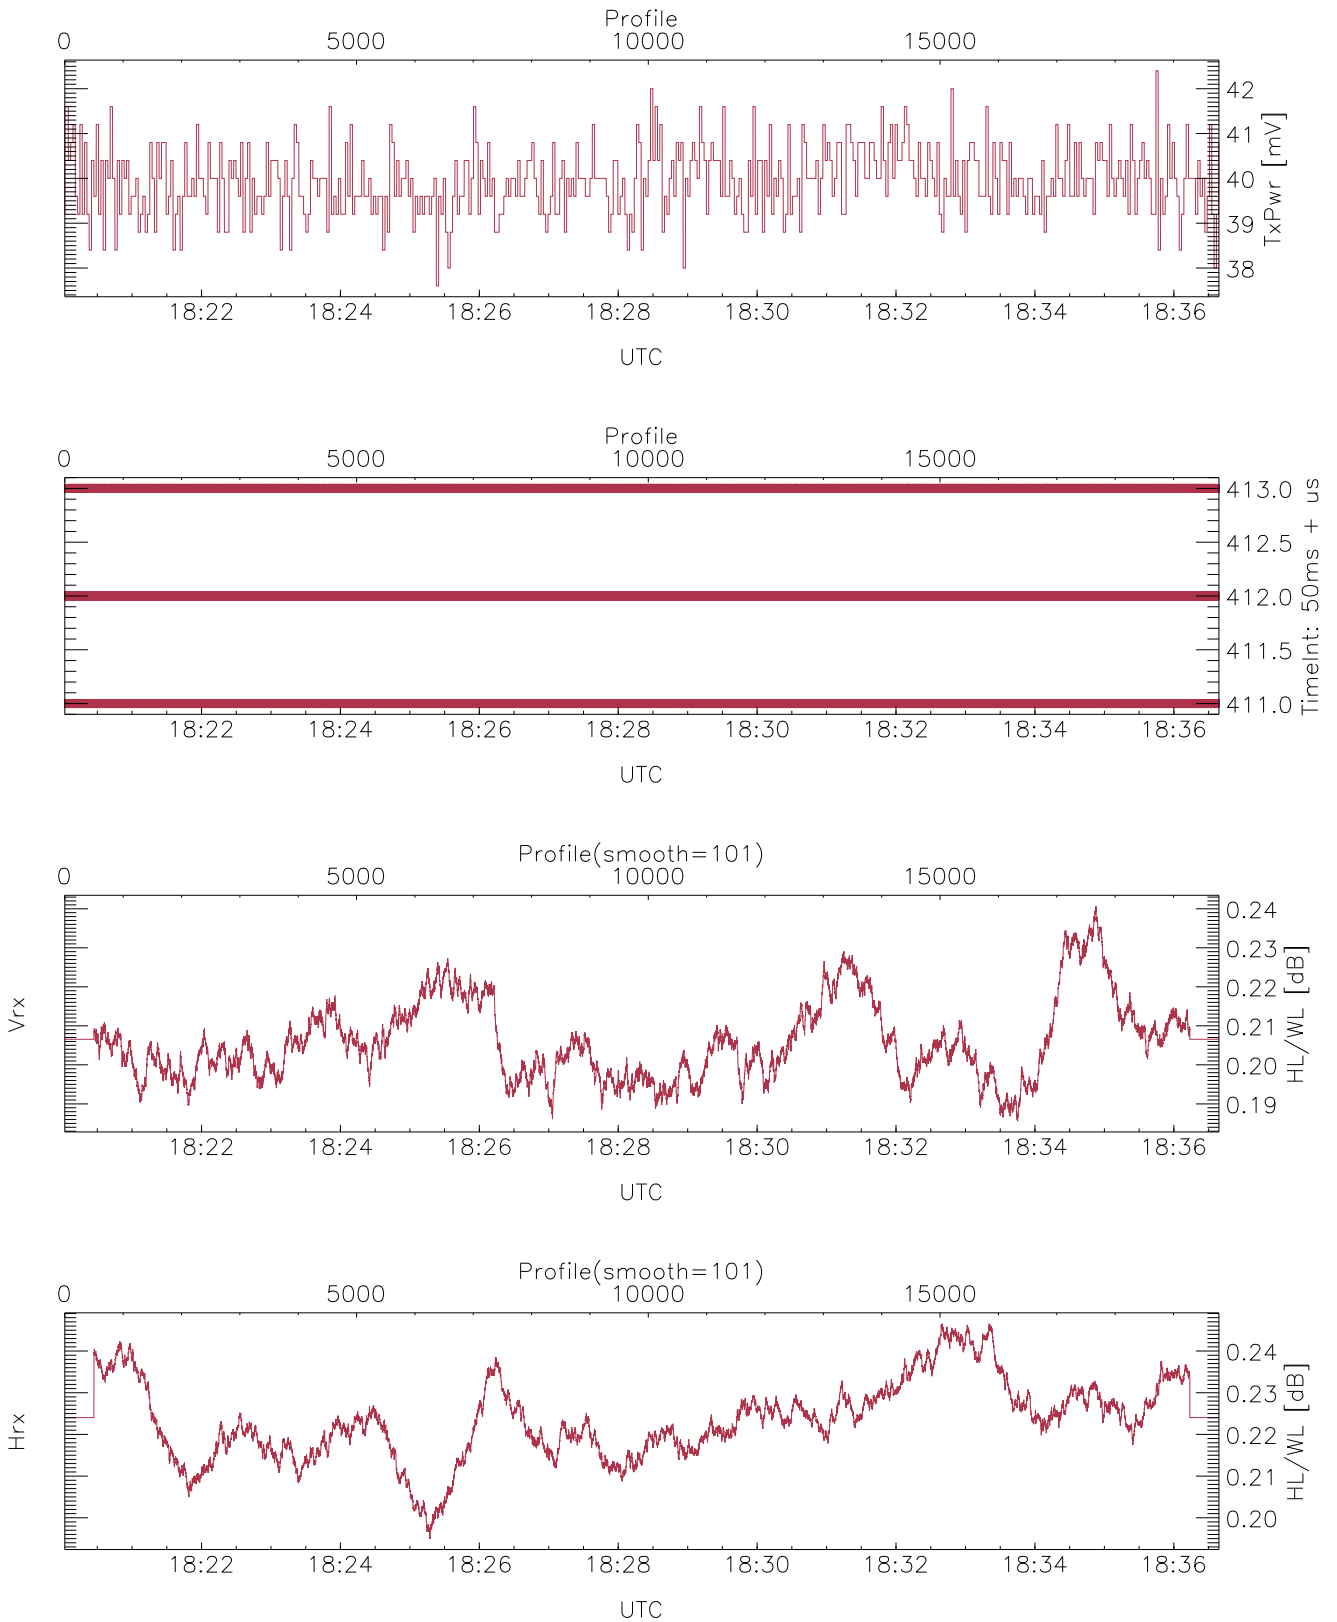 Profile
0 5000 10000 15000
42
41
40
39
38
TxPwr [mV]
18:22 18:24 18:26 18:28 18:30 18:32 18:34 18:36
UTC
Profile
0 5000 10000 15000
413.0
412.5
412.0
411.5
411.0
TimeInt: 50ms + us
18:22 18:24 18:26 18:28 18:30 18:32 18:34 18:36
UTC
Profile(smooth=101)
0 5000 10000 15000
Vrx
0.24
0.23
0.22
0.21
0.20
0.19
HL/WL [dB]
18:22 18:24 18:26 18:28 18:30 18:32 18:34 18:36
UTC
Profile(smooth=101)
0 5000 10000 15000
Hrx
0.24
0.23
0.22
0.21
0.20
HL/WL [dB]
18:22 18:24 18:26 18:28 18:30 18:32 18:34 18:36
UTC